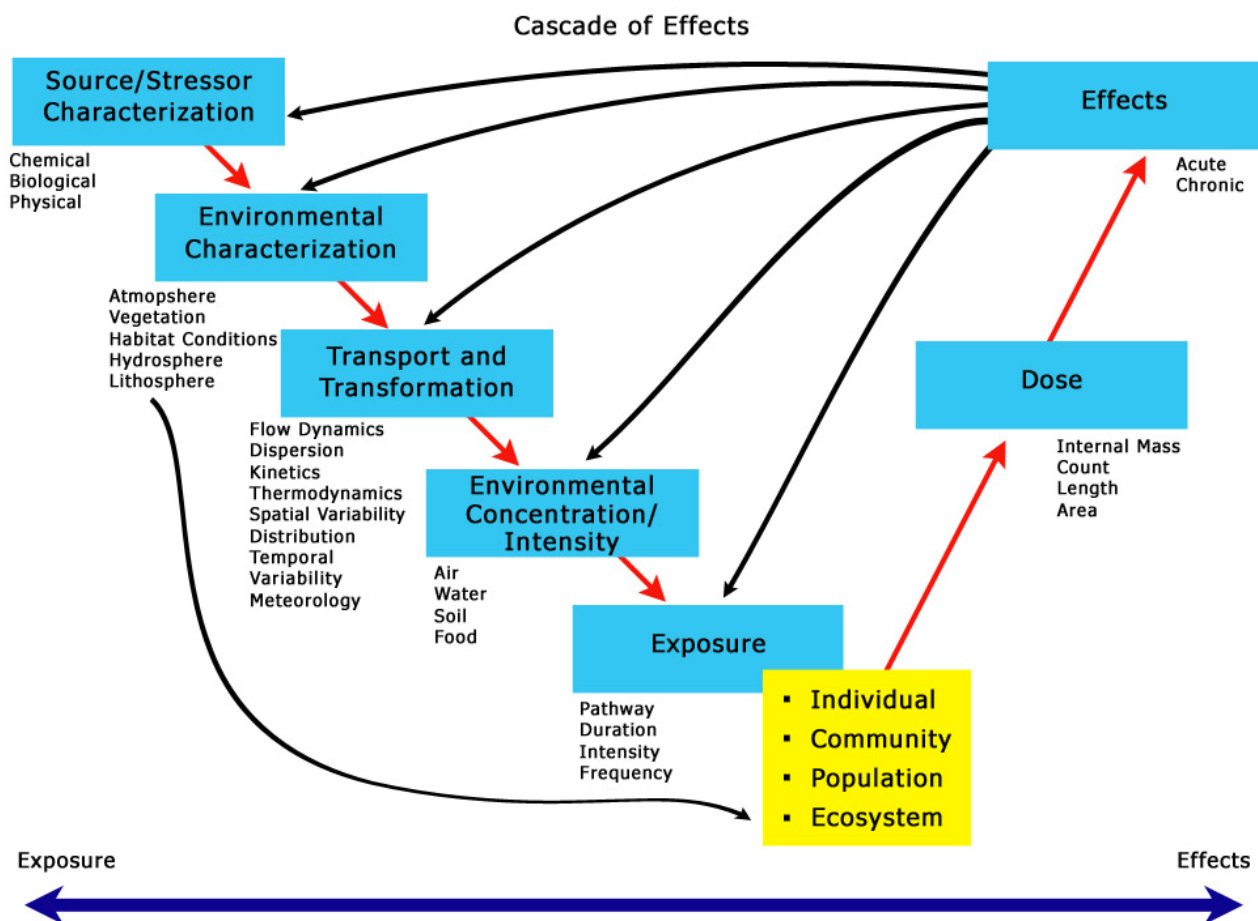 Cascade of Effects
Source/Stressor
Characterization
Chemical
Biological
Physical
Environmental
Characterization
Atmopshere
Vegetation
Habitat Conditions
Hydrosphere
Lithosphere
Transport and
Transformation
Flow Dynamics
Dispersion
Kinetics
Thermodynamics
Spatial Variability
Distribution
Temporal
Variability
Meteorology
Environmental
Concentration/
Intensity
Air
Water
Soil
Food
Exposure
Pathway
Duration
Intensity
Frequency
▪ Individual
▪ Community
▪ Population
▪ Ecosystem
Dose
Internal Mass
Count
Length
Area
Effects
Acute
Chronic
Exposure
Effects